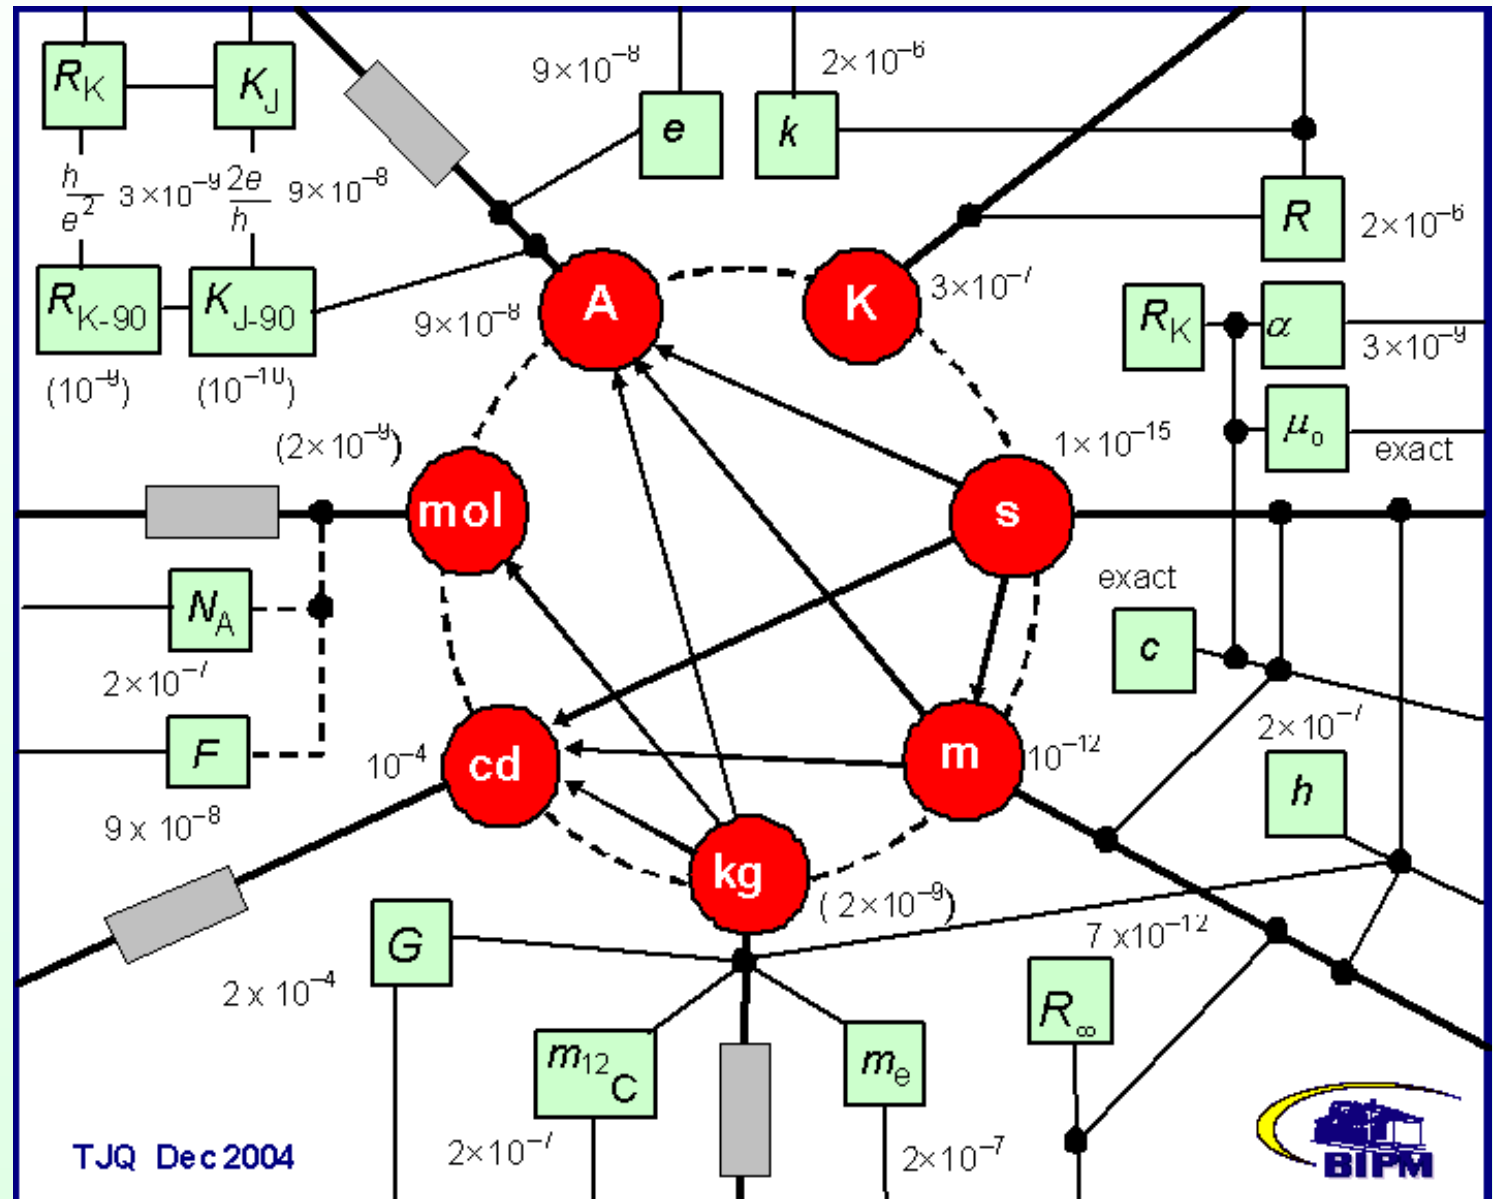 R_K
K_J
h/e²
3×10⁻⁹
2e/h
9×10⁻⁸
R_K-90
K_J-90
(10⁻⁹)
(10⁻¹⁰)
9×10⁻⁸
e
k
2×10⁻⁶
R
2×10⁻⁶
A
9×10⁻⁸
K
3×10⁻⁷
R_K
α
3×10⁻⁹
μ₀
exact
(2×10⁻⁹)
mol
s
1×10⁻¹⁵
N_A
2×10⁻⁷
F
9 x 10⁻⁸
exact
c
10⁻⁴
cd
m
10⁻¹²
2×10⁻⁷
h
kg
(2×10⁻⁹)
2 x 10⁻⁴
G
7 x10⁻¹²
R_∞
m₁₂C
2×10⁻⁷
m_e
2×10⁻⁷
TJQ Dec 2004
BIPM